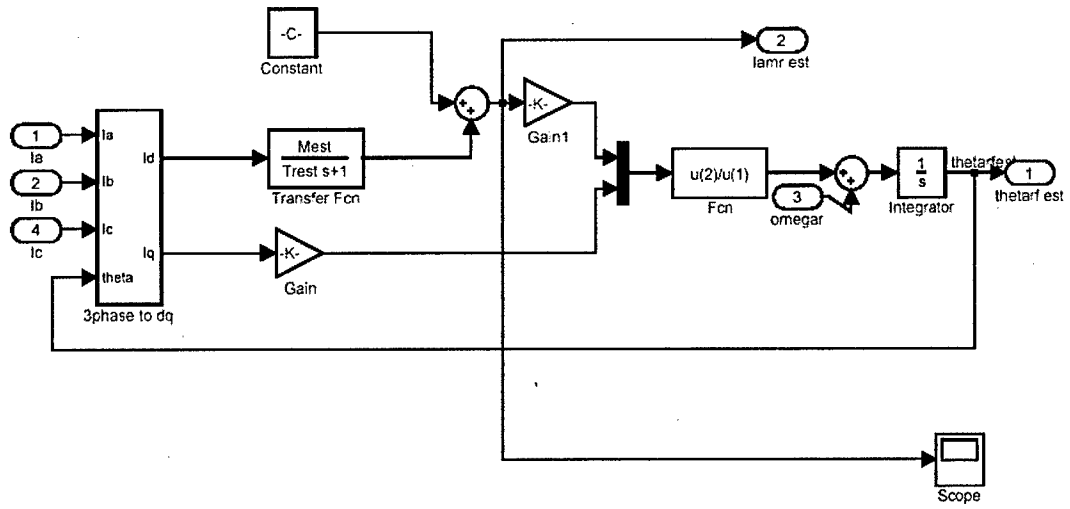 -C-
Constant
2
lamr est
-K-
Gain1
1
Ia
2
Ib
4
Ic
Ia
Ib
Ic
theta
Id
Iq
3phase to dq
Mest
Trest s+1
Transfer Fcn
-K-
Gain
u(2)/u(1)
Fcn
3
omegar
1
s
Integrator
thetarfest
1
thetarf est
Scope